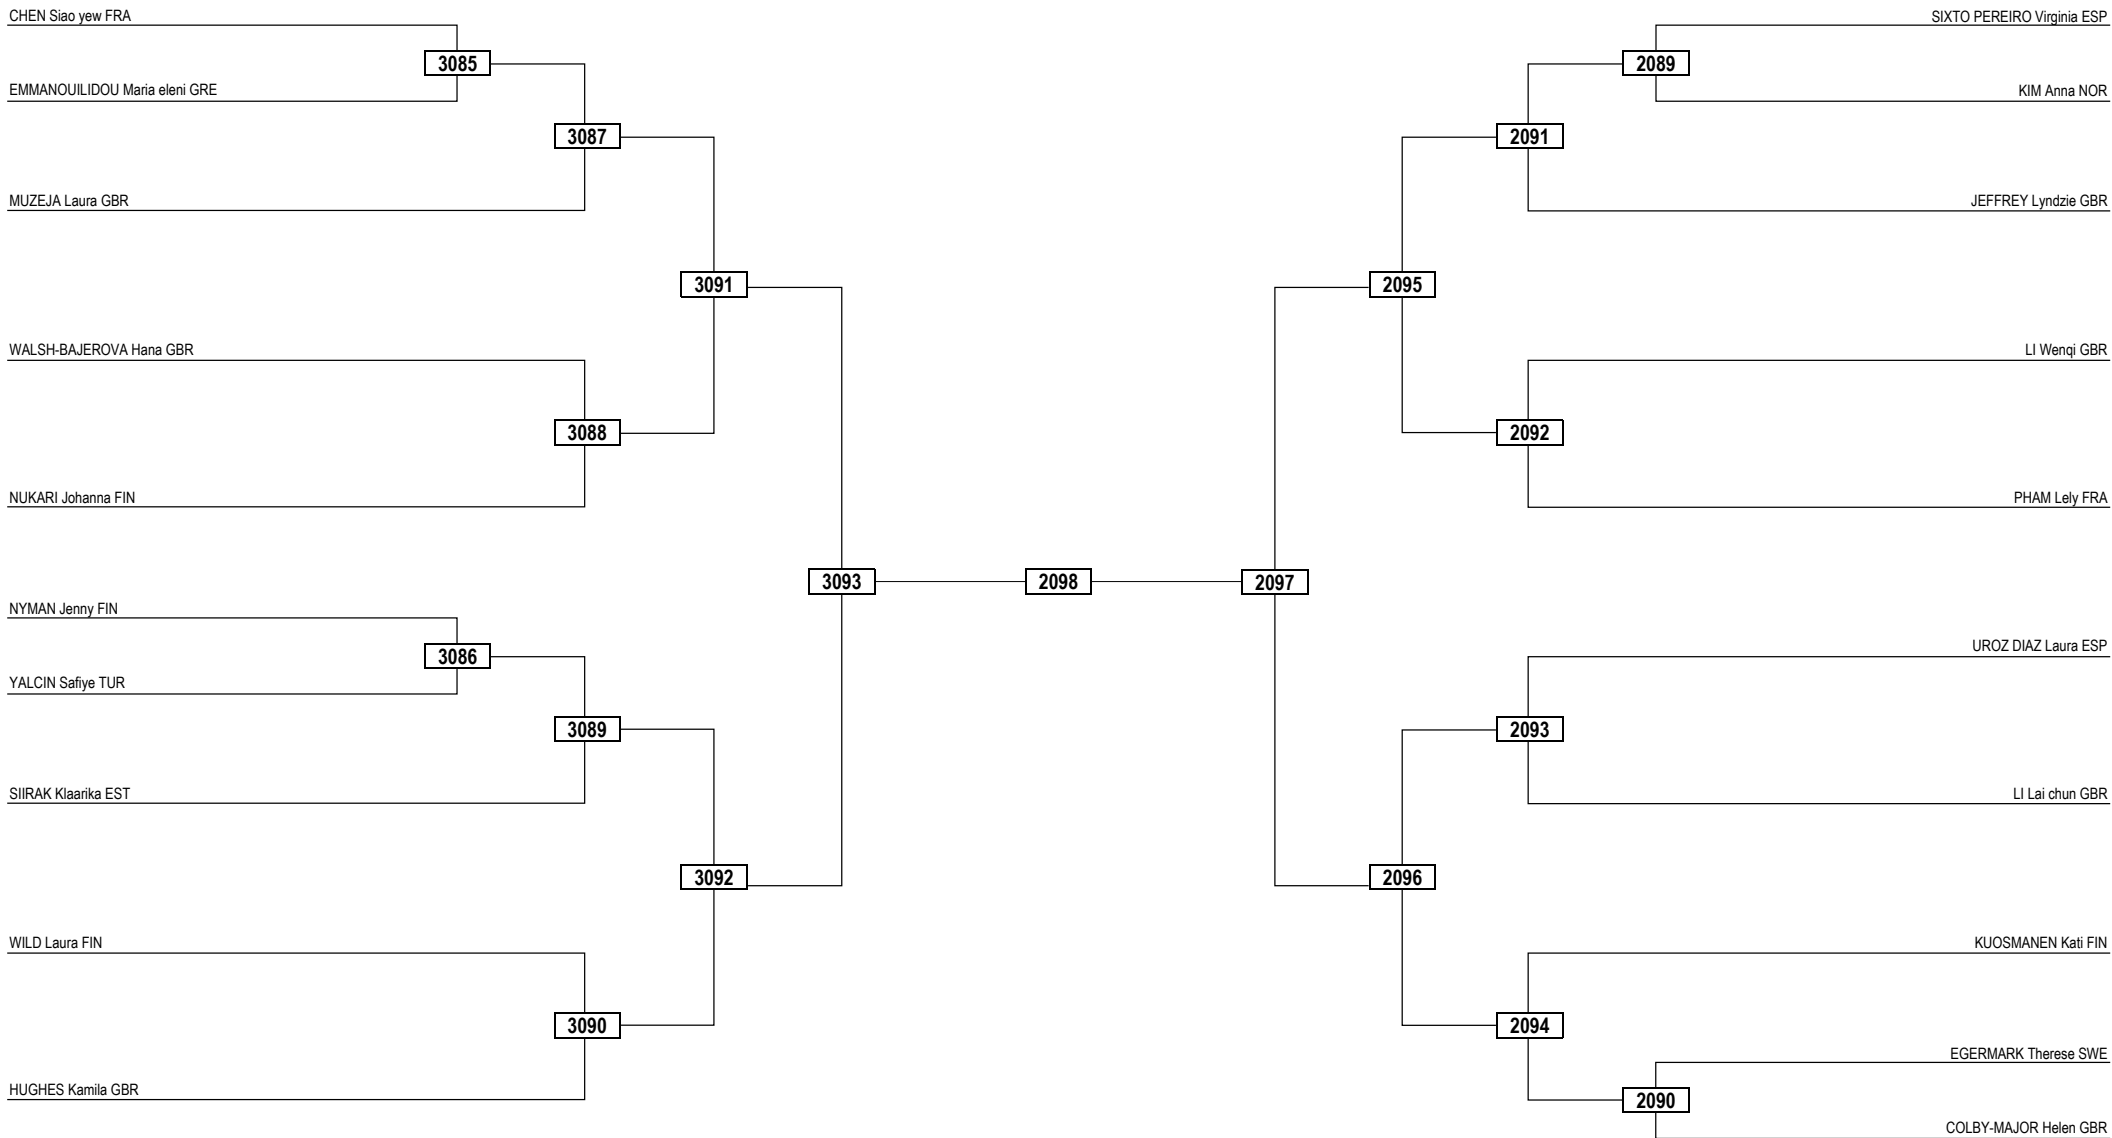 CHEN Siao yew FRA
SIXTO PEREIRO Virginia ESP
3085
2089
EMMANOUILIDOU Maria eleni GRE
KIM Anna NOR
3087
2091
MUZEJA Laura GBR
JEFFREY Lyndzie GBR
3091
2095
WALSH-BAJEROVA Hana GBR
LI Wenqi GBR
3088
2092
NUKARI Johanna FIN
PHAM Lely FRA
3093
2098
2097
NYMAN Jenny FIN
UROZ DIAZ Laura ESP
3086
YALCIN Safiye TUR
3089
2093
SIIRAK Klaarika EST
LI Lai chun GBR
3092
2096
WILD Laura FIN
KUOSMANEN Kati FIN
3090
2094
EGERMARK Therese SWE
HUGHES Kamila GBR
2090
COLBY-MAJOR Helen GBR